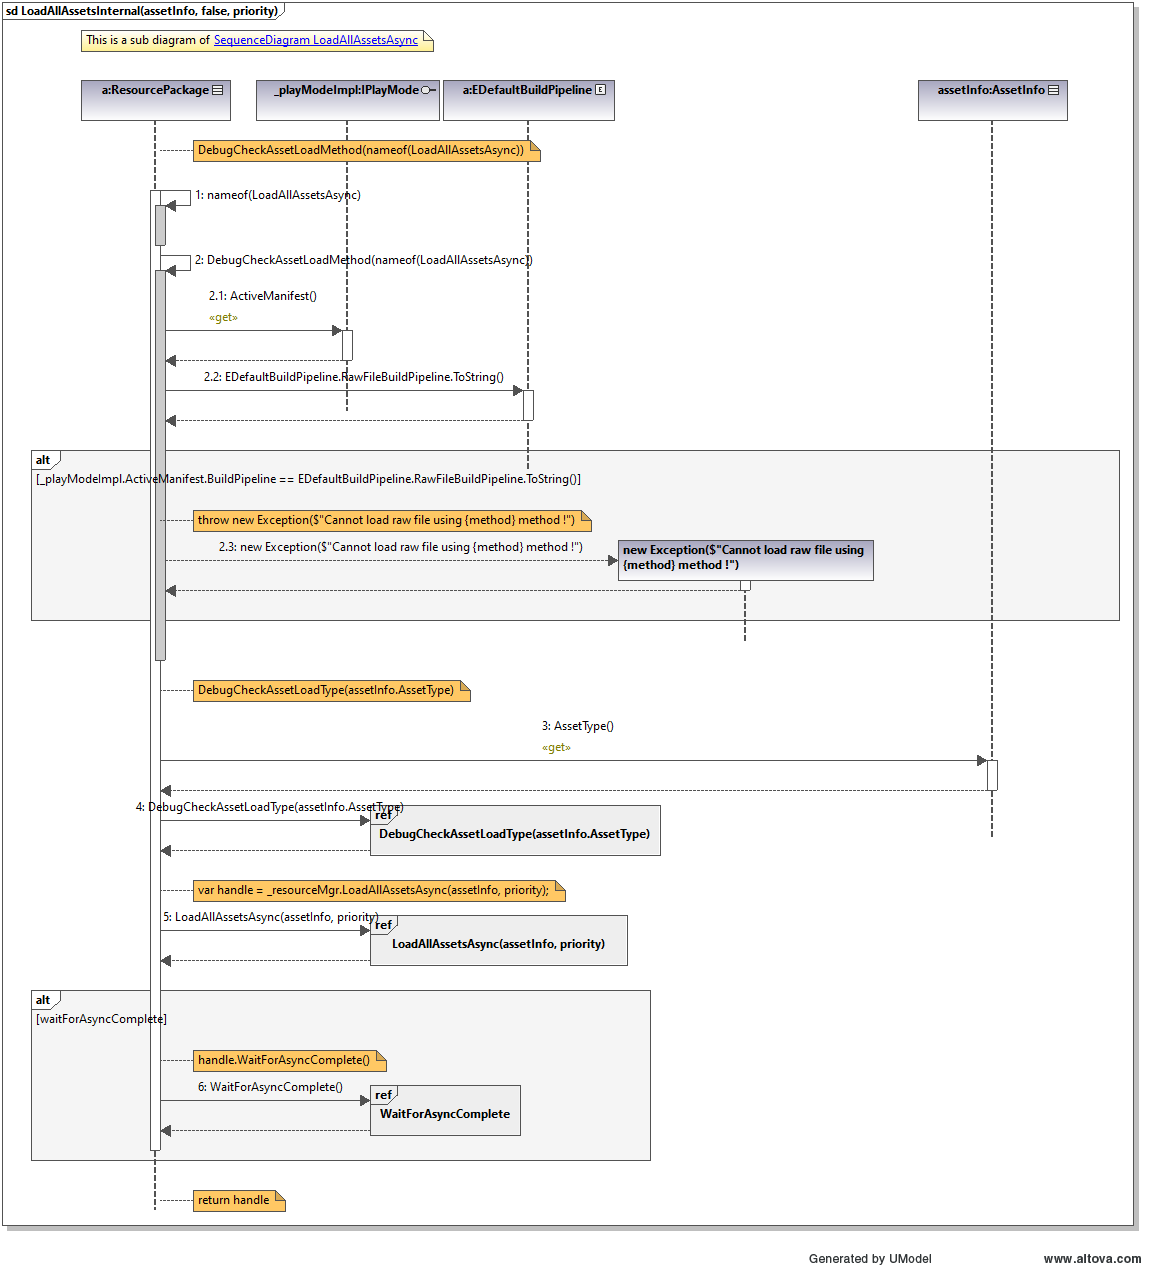 sd LoadAllAssetsInternal(assetInfo, false, priority)
This is a sub diagram of SequenceDiagram LoadAllAssetsAsync
a:ResourcePackage
_playModeImpl:IPlayMode
a:EDefaultBuildPipeline
E
assetInfo:AssetInfo
DebugCheckAssetLoadMethod(nameof(LoadAllAssetsAsync))
1: nameof(LoadAllAssetsAsync)
2: DebugCheckAssetLoadMethod(nameof(LoadAllAssetsAsync))
2.1: ActiveManifest()
«get»
2.2: EDefaultBuildPipeline.RawFileBuildPipeline.ToString()
alt
[_playModeImpl.ActiveManifest.BuildPipeline == EDefaultBuildPipeline.RawFileBuildPipeline.ToString()]
throw new Exception($"Cannot load raw file using {method} method !")
2.3: new Exception($"Cannot load raw file using {method} method !")
new Exception($"Cannot load raw file using
{method} method !")
DebugCheckAssetLoadType(assetInfo.AssetType)
3: AssetType()
«get»
4: DebugCheckAssetLoadType(assetInfo.AssetType)
ref
DebugCheckAssetLoadType(assetInfo.AssetType)
var handle = _resourceMgr.LoadAllAssetsAsync(assetInfo, priority);
5: LoadAllAssetsAsync(assetInfo, priority)
ref
LoadAllAssetsAsync(assetInfo, priority)
alt
[waitForAsyncComplete]
handle.WaitForAsyncComplete()
6: WaitForAsyncComplete()
ref
WaitForAsyncComplete
return handle
Generated by UModel
www.altova.com